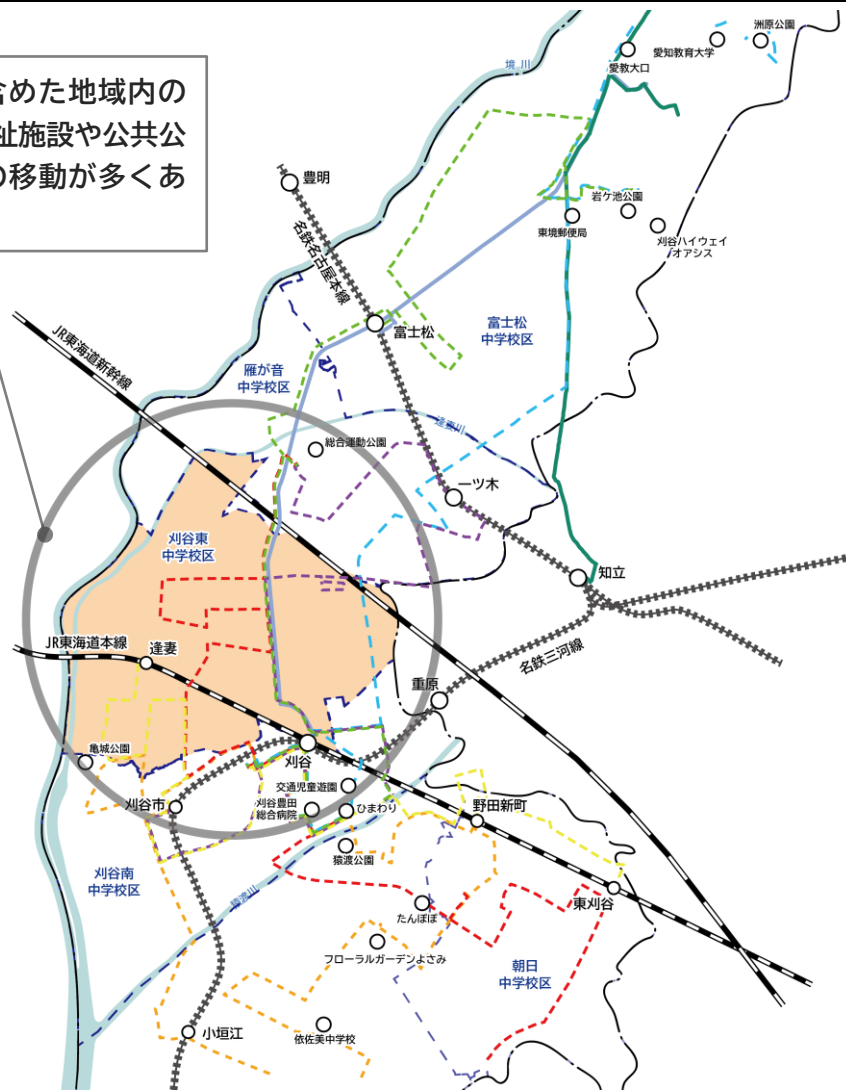 含めた地域内の
祉施設や公共公
の移動が多くあ
境川
洲原公園
愛知教育大学
愛教大口
豊明
名鉄名古屋本線
岩ケ池公園
東境郵便局
刈谷ハイウェイ
オアシス
富士松
富士松
中学校区
JR東海道新幹線
雁が音
中学校区
逢妻川
総合運動公園
一ツ木
刈谷東
中学校区
知立
JR東海道本線
逢妻
名鉄三河線
重原
亀城公園
刈谷
交通児童遊園
刈谷市
刈谷豊田
総合病院
ひまわり
野田新町
猿渡公園
刈谷南
中学校区
猿渡川
東刈谷
たんぽぽ
フローラルガーデンよさみ
朝日
中学校区
小垣江
依佐美中学校